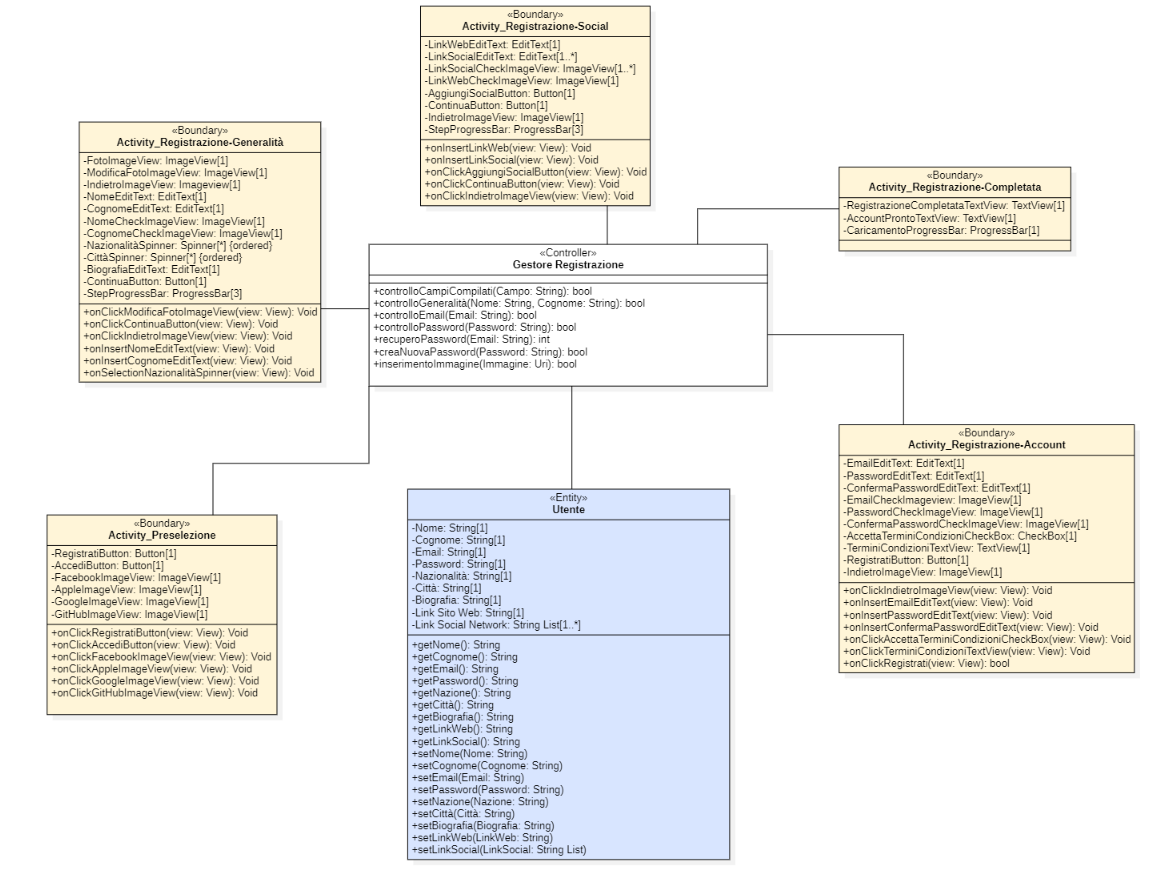 «Boundary»
Activity_Registrazione-Social
-LinkWebEditText: EditText[1]
-LinkSocialEditText: EditText[1..*]
-LinkSocialCheckImageView: ImageView[1..*]
-LinkWebCheckImageView: ImageView[1]
-AggiungiSocialButton: Button[1]
-ContinuaButton: Button[1]
-IndietroImageView: ImageView[1]
-StepProgressBar: ProgressBar[3]
+onInsertLinkWeb(view: View): Void
+onInsertLinkSocial(view: View): Void
+onClickAggiungiSocialButton(view: View): Void
+onClickContinuaButton(view: View): Void
+onClickIndietroImageView(view: View): Void
«Boundary»
Activity_Registrazione-Generalità
-FotoImageView: ImageView[1]
-ModificaFotoImageView: ImageView[1]
-IndietroImageView: Imageview[1]
-NomeEditText: EditText[1]
-CognomeEditText: EditText[1]
-NomeCheckImageView: ImageView[1]
-CognomeCheckImageView: ImageView[1]
-NazionalitàSpinner: Spinner[*] {ordered}
-CittàSpinner: Spinner[*] {ordered}
-BiografiaEditText: EditText[1]
-ContinuaButton: Button[1]
-StepProgressBar: ProgressBar[3]
+onClickModificaFotoImageView(view: View): Void
+onClickContinuaButton(view: View): Void
+onClickIndietroImageView(view: View): Void
+onInsertNomeEditText(view: View): Void
+onInsertCognomeEditText(view: View): Void
+onSelectionNazionalitàSpinner(view: View): Void
«Boundary»
Activity_Registrazione-Completata
-RegistrazioneCompletataTextView: TextView[1]
-AccountProntoTextView: TextView[1]
-CaricamentoProgressBar: ProgressBar[1]
«Controller»
Gestore Registrazione
+controlloCampiCompilati(Campo: String): bool
+controlloGeneralità(Nome: String, Cognome: String): bool
+controlloEmail(Email: String): bool
+controlloPassword(Password: String): bool
+recuperoPassword(Email: String): int
+creaNuovaPassword(Password: String): bool
+inserimentoImmagine(Immagine: Uri): bool
«Boundary»
Activity_Registrazione-Account
-EmailEditText: EditText[1]
-PasswordEditText: EditText[1]
-ConfermaPasswordEditText: EditText[1]
-EmailCheckImageview: ImageView[1]
-PasswordCheckImageView: ImageView[1]
-ConfermaPasswordCheckImageView: ImageView[1]
-AccettaTerminiCondizioniCheckBox: CheckBox[1]
-TerminiCondizioniTextView: TextView[1]
-RegistratiButton: Button[1]
-IndietroImageView: ImageView[1]
+onClickIndietroImageView(view: View): Void
+onInsertEmailEditText(view: View): Void
+onInsertPasswordEditText(view: View): Void
+onInsertConfermaPasswordEditText(view: View): Void
+onClickAccettaTerminiCondizioniCheckBox(view: View): Void
+onClickTerminiCondizioniTextView(view: View): Void
+onClickRegistrati(view: View): bool
«Boundary»
Activity_Preselezione
-RegistratiButton: Button[1]
-AccediButton: Button[1]
-FacebookImageView: ImageView[1]
-AppleImageView: ImageView[1]
-GoogleImageView: ImageView[1]
-GitHubImageView: ImageView[1]
+onClickRegistratiButton(view: View): Void
+onClickAccediButton(view: View): Void
+onClickFacebookImageView(view: View): Void
+onClickAppleImageView(view: View): Void
+onClickGoogleImageView(view: View): Void
+onClickGitHubImageView(view: View): Void
«Entity»
Utente
-Nome: String[1]
-Cognome: String[1]
-Email: String[1]
-Password: String[1]
-Nazionalità: String[1]
-Città: String[1]
-Biografia: String[1]
-Link Sito Web: String[1]
-Link Social Network: String List[1..*]
+getNome(): String
+getCognome(): String
+getEmail(): String
+getPassword(): String
+getNazione(): String
+getCittà(): String
+getBiografia(): String
+getLinkWeb(): String
+getLinkSocial(): String
+setNome(Nome: String)
+setCognome(Cognome: String)
+setEmail(Email: String)
+setPassword(Password: String)
+setNazione(Nazione: String)
+setCittà(Città: String)
+setBiografia(Biografia: String)
+setLinkWeb(LinkWeb: String)
+setLinkSocial(LinkSocial: String List)